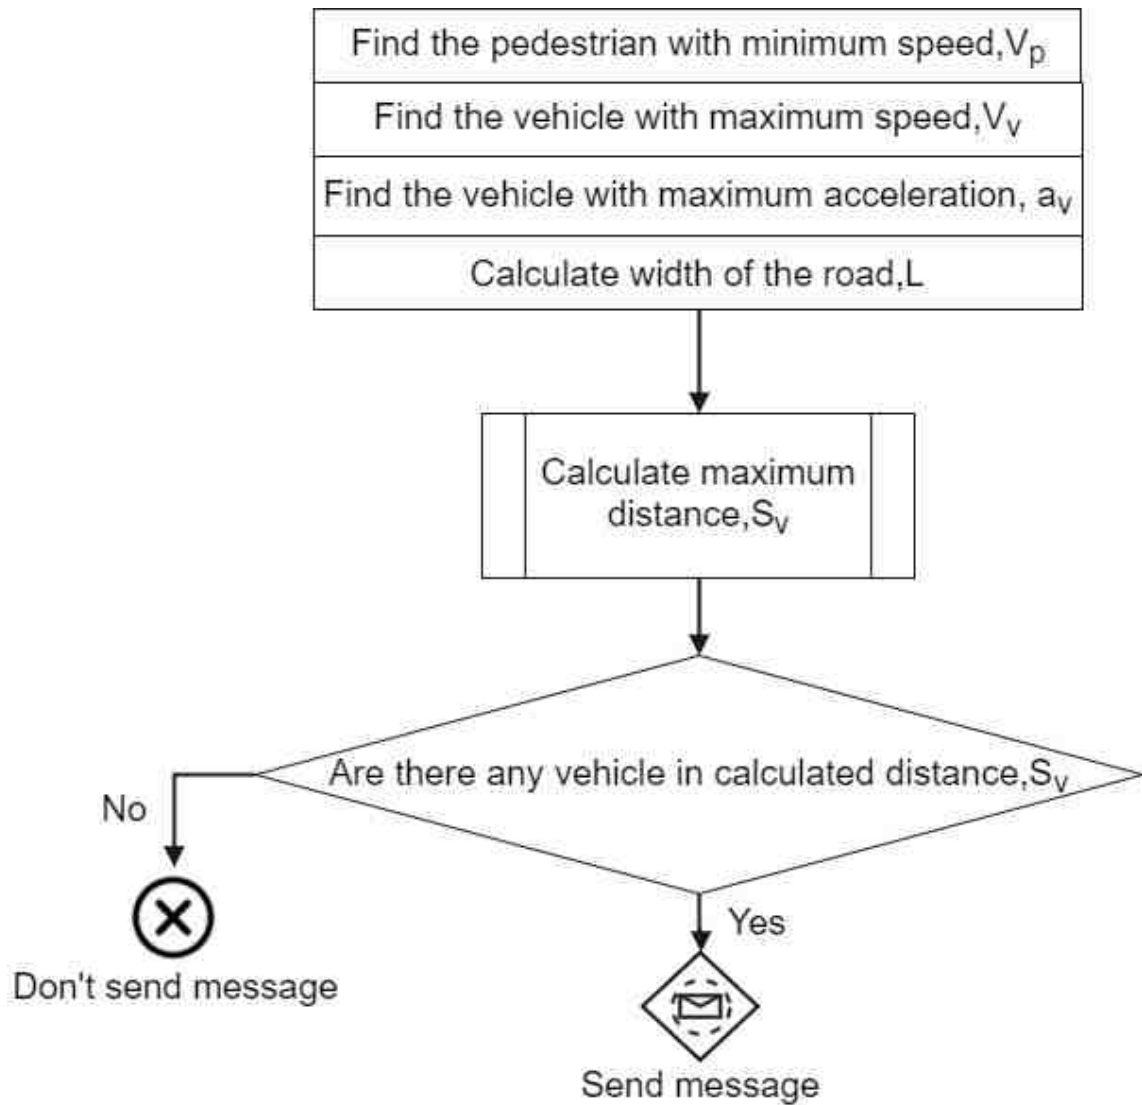 Find the pedestrian with minimum speed,Vp
Find the vehicle with maximum speed,Vv
Find the vehicle with maximum acceleration, av
Calculate width of the road,L
Calculate maximum
distance,Sv
Are there any vehicle in calculated distance,Sv
No
Yes
Don't send message
Send message